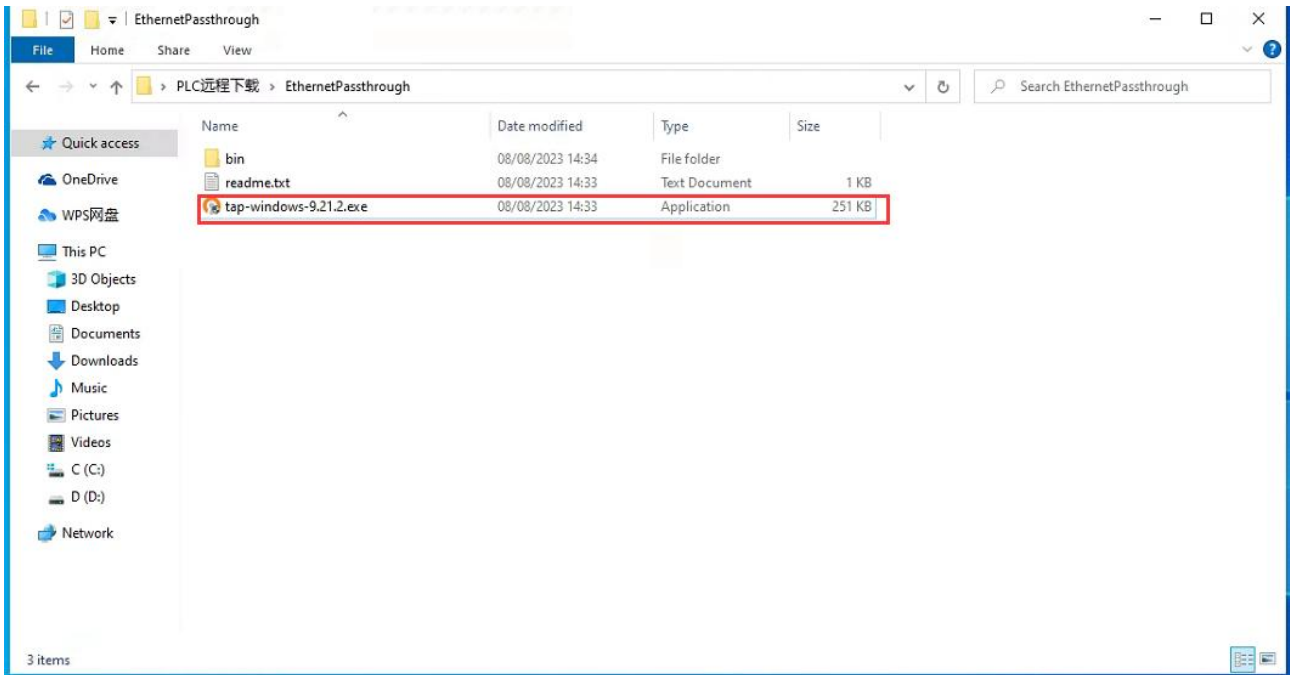 EthernetPassthrough
File Home Share View
PLC远程下载 EthernetPassthrough Search EthernetPassthrough
Name Date modified Type Size
Quick access
OneDrive
WPS网盘
This PC
3D Objects
Desktop
Documents
Downloads
Music
Pictures
Videos
C (C:)
D (D:)
Network
bin 08/08/2023 14:34 File folder
readme.txt 08/08/2023 14:33 Text Document 1 KB
tap-windows-9.21.2.exe 08/08/2023 14:33 Application 251 KB
3 items